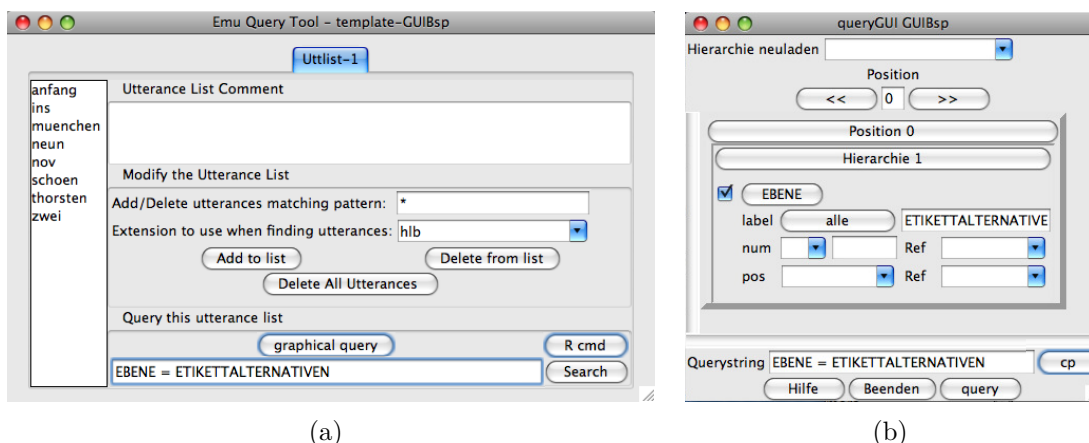 Emu Query Tool – template-GUIBsp
Uttlist-1
anfang
ins
muenchen
neun
nov
schoen
thorsten
zwei
Utterance List Comment
Modify the Utterance List
Add/Delete utterances matching pattern: *
Extension to use when finding utterances: hlb
Add to list Delete from list
Delete All Utterances
Query this utterance list
graphical query R cmd
EBENE = ETIKETTALTERNATIVEN Search
(a)
queryGUI GUIBsp
Hierarchie neuladen
Position
<< 0 >>
Position 0
Hierarchie 1
EBENE
label alle ETIKETTALTERNATIVE
num Ref
pos Ref
Querystring EBENE = ETIKETTALTERNATIVEN cp
Hilfe Beenden query
(b)